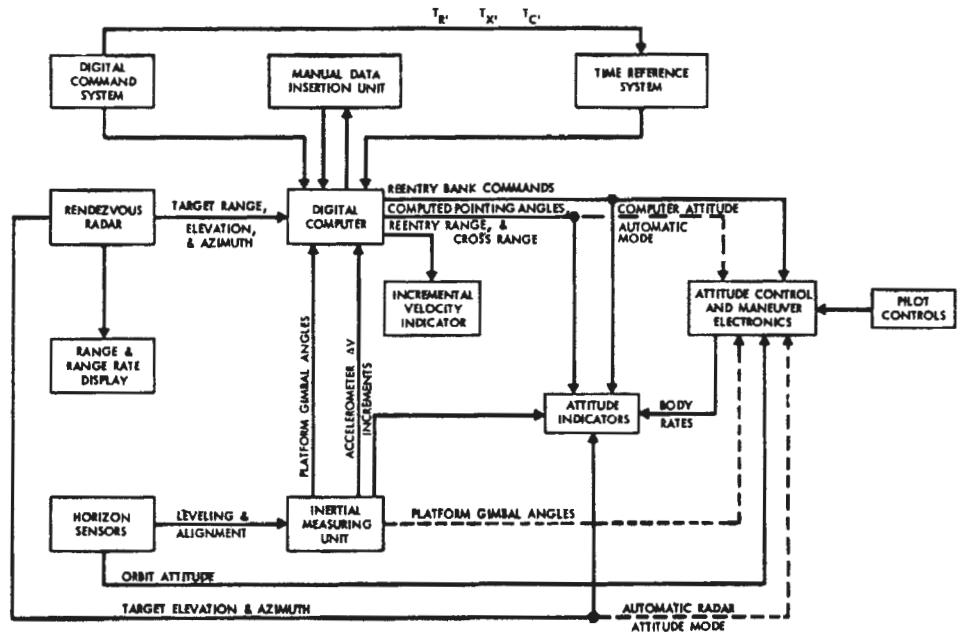 T_R' T_X' T_C'
DIGITAL
COMMAND
SYSTEM
MANUAL DATA
INSERTION UNIT
TIME REFERENCE
SYSTEM
RENDEZVOUS
RADAR
TARGET RANGE,
ELEVATION,
& AZIMUTH
DIGITAL
COMPUTER
REENTRY BANK COMMANDS
COMPUTED POINTING ANGLES
REENTRY RANGE, &
CROSS RANGE
COMPUTER ATTITUDE
AUTOMATIC
MODE
INCREMENTAL
VELOCITY
INDICATOR
ATTITUDE CONTROL
AND MANEUVER
ELECTRONICS
PILOT
CONTROLS
RANGE &
RANGE RATE
DISPLAY
PLATFORM GIMBAL ANGLES
ACCELEROMETER ΔV
INCREMENTS
ATTITUDE
INDICATORS
BODY
RATES
HORIZON
SENSORS
LEVELING &
ALIGNMENT
INERTIAL
MEASURING
UNIT
PLATFORM GIMBAL ANGLES
ORBIT ATTITUDE
TARGET ELEVATION & AZIMUTH
AUTOMATIC RADAR
ATTITUDE MODE